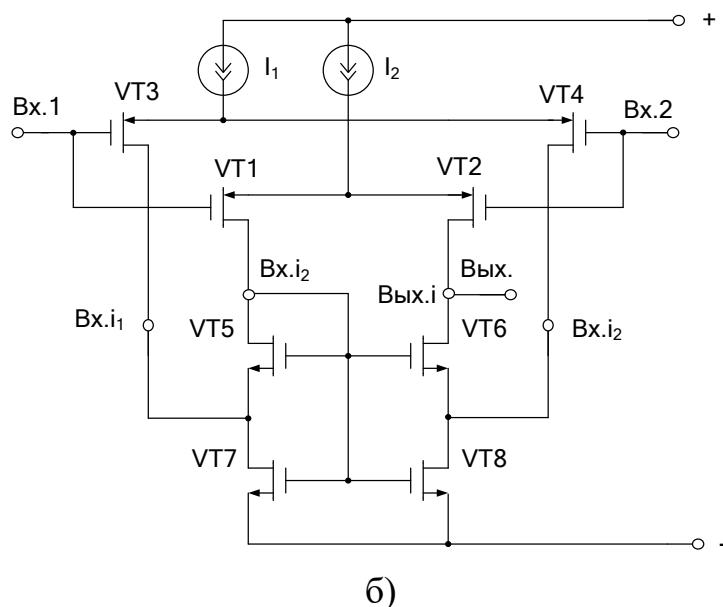 +
I₁ I₂
VT3 VT4
Вх.1 Вх.2
VT1 VT2
Вх.i₂ Вых.
Вых.i
Вх.i₁ VT5 VT6 Вх.i₂
VT7 VT8
-
б)